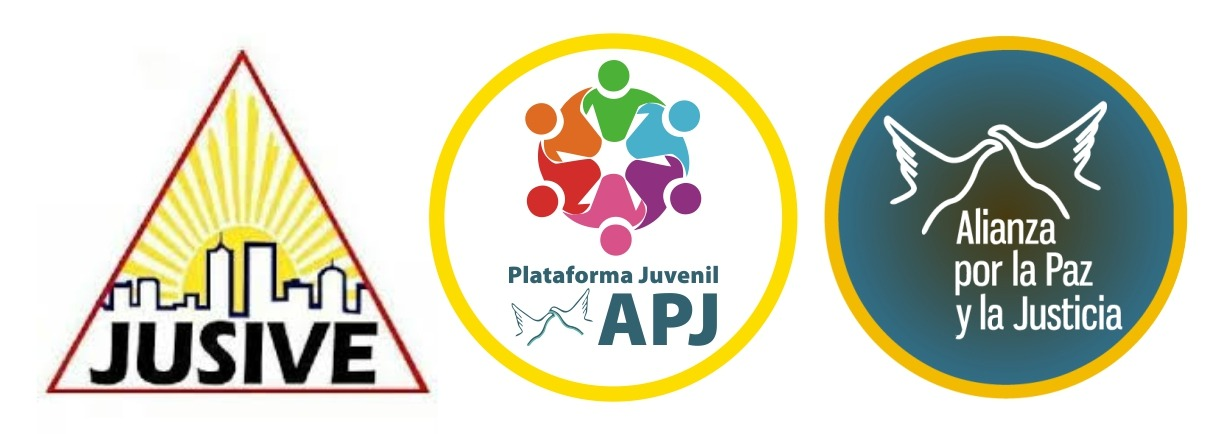 JUSIVE
Plataforma Juvenil
APJ
Alianza
por la Paz
y la Justicia